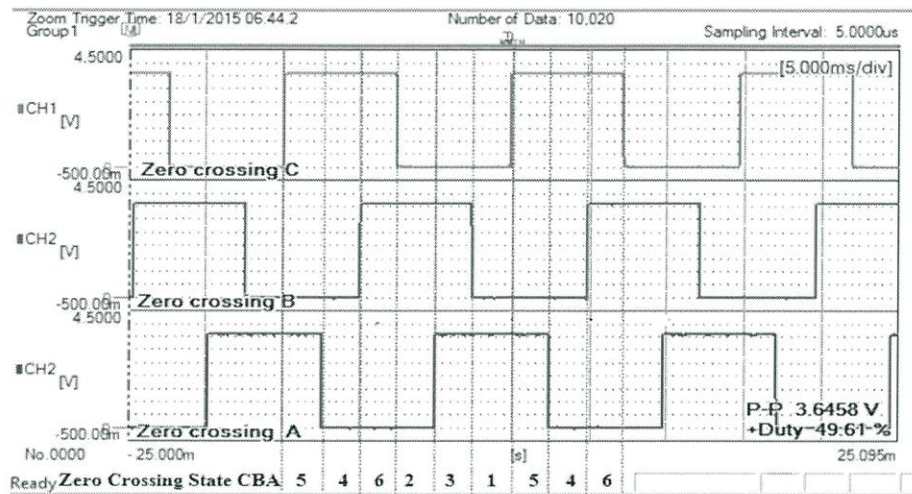 Zoom Trigger Time: 18/1/2015 06.44.2 Number of Data: 10,020
Group1 Sampling Interval: 5.0000us
4.5000 [5.000ms/div]
CH1
[V]
-500.00m Zero crossing C
4.5000
CH2
[V]
-500.00m Zero crossing B
4.5000
CH2
[V]
P-P 3.6458 V
-500.00m Zero crossing A +Duty 49.61 %
No.0000 - 25.000m [s] 25.095m
Ready Zero Crossing State CBA 5 4 6 2 3 1 5 4 6